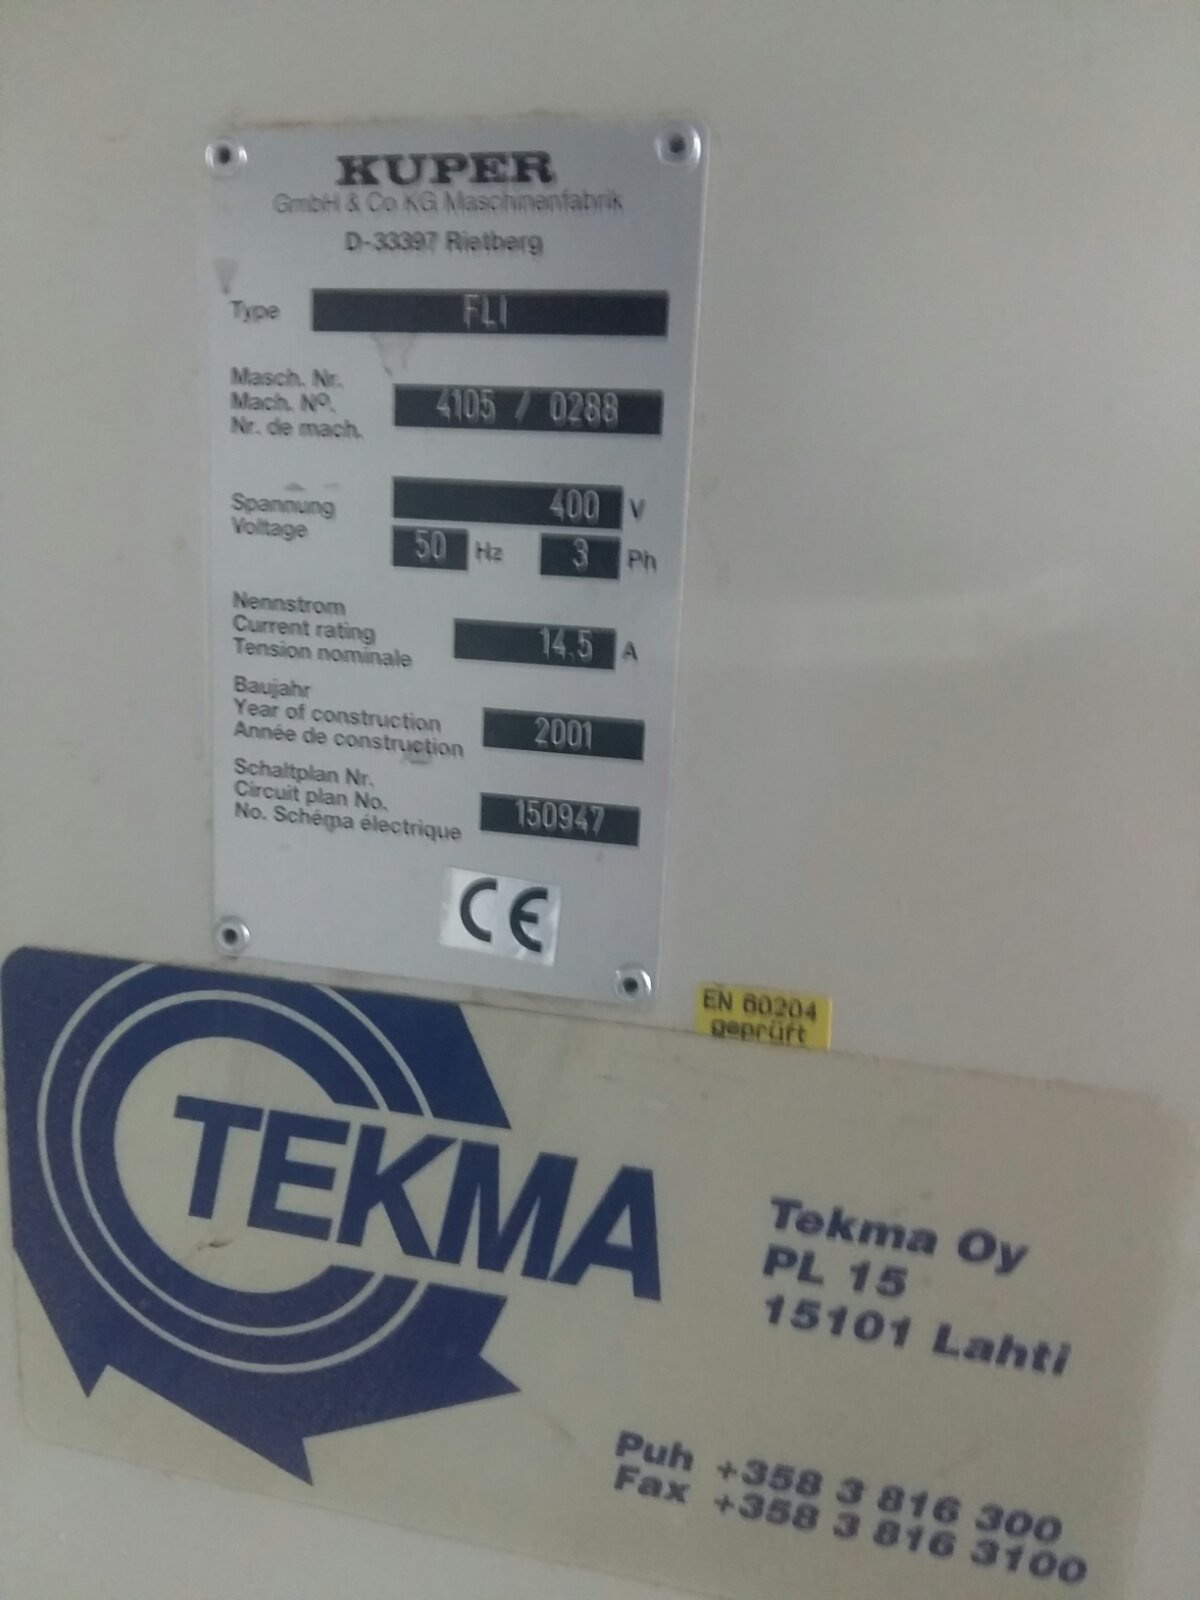 KUPER
GmbH & Co KG Maschinenfabrik
D-33397 Rietberg
Type FLI
Masch. Nr.
Mach. Nº. 4105 / 0288
Nr. de mach.
Spannung 400 V
Voltage 50 Hz 3 Ph
Nennstrom
Current rating 14.5 A
Tension nominale
Baujahr
Year of construction 2001
Année de construction
Schaltplan Nr.
Circuit plan No. 150947
No. Schéma électrique
CE
EN 60204
geprüft
TEKMA
Tekma Oy
PL 15
15101 Lahti
Puh +358 3 816 300
Fax +358 3 816 3100